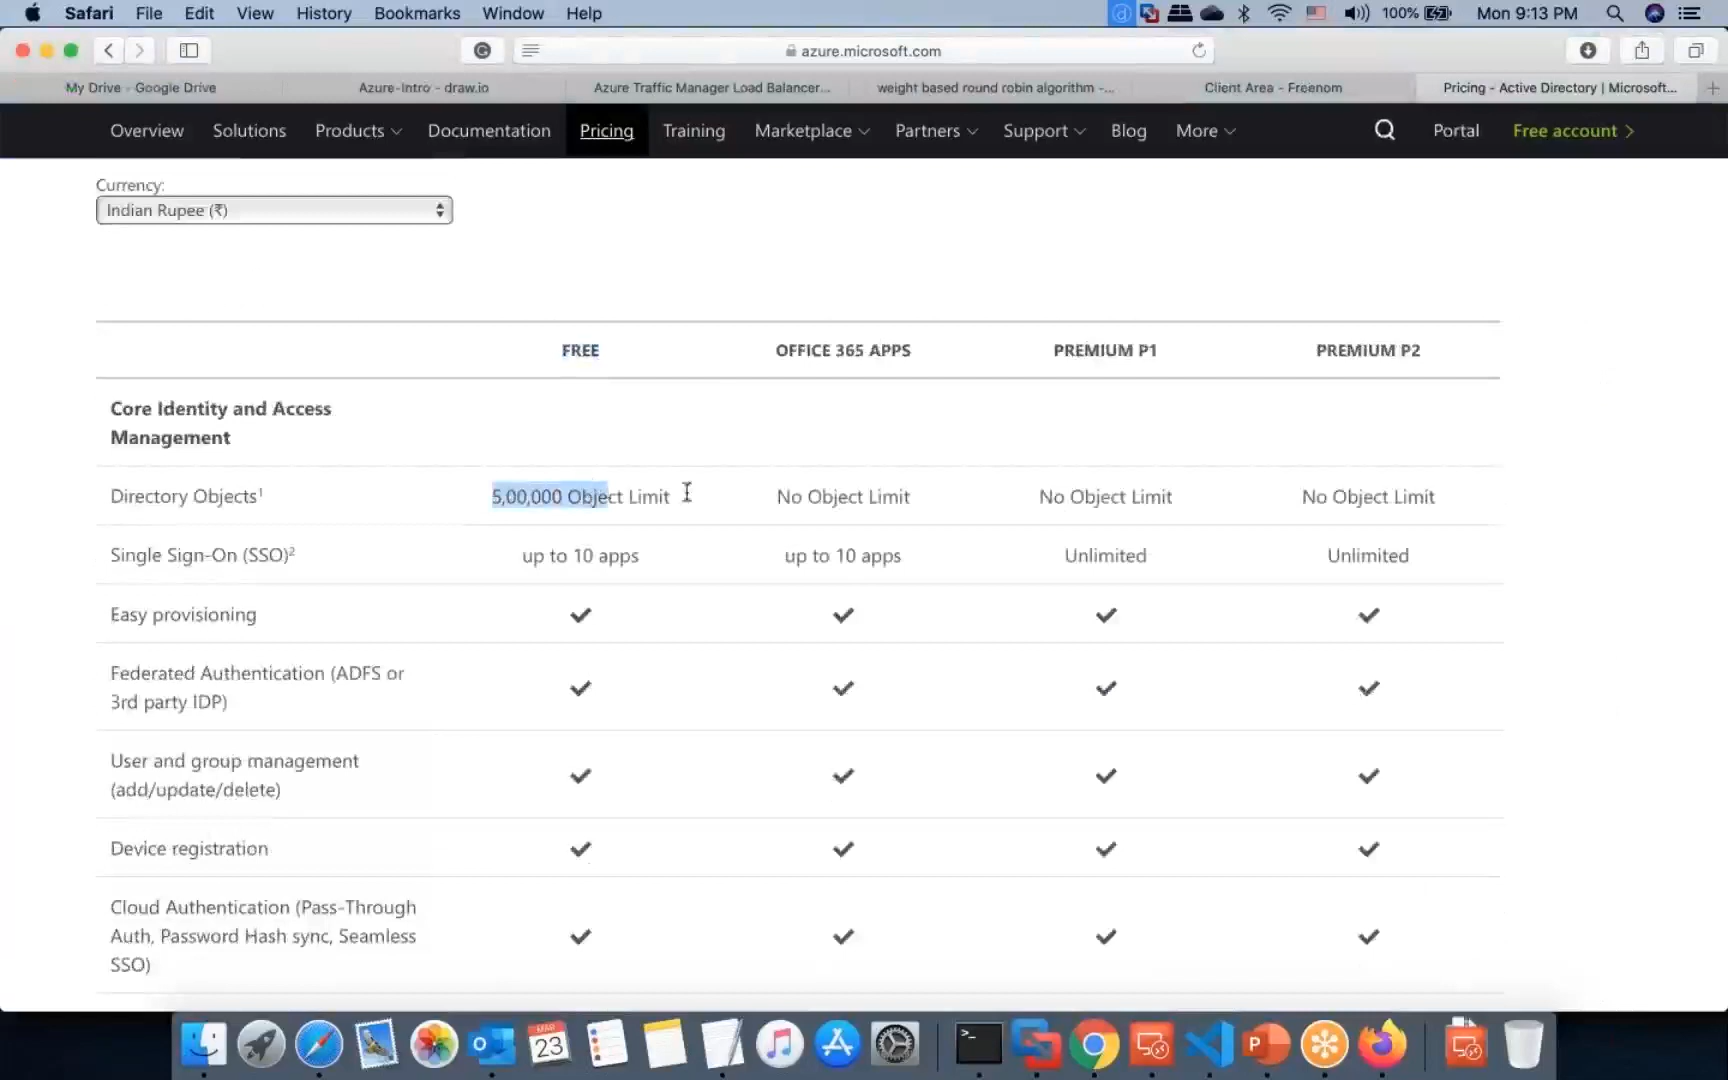 Safari File Edit View History Bookmarks Window Help 100% Mon 9:13 PM
azure.microsoft.com
My Drive - Google Drive Azure-Intro - draw.io Azure Traffic Manager Load Balancer... weight based round robin algorithm -... Client Area - Freenom Pricing - Active Directory | Microsoft...
Overview Solutions Products Documentation Pricing Training Marketplace Partners Support Blog More Portal Free account >
Currency:
Indian Rupee (₹)
FREE OFFICE 365 APPS PREMIUM P1 PREMIUM P2
Core Identity and Access
Management
Directory Objects¹ 5,00,000 Object Limit No Object Limit No Object Limit No Object Limit
Single Sign-On (SSO)² up to 10 apps up to 10 apps Unlimited Unlimited
Easy provisioning ✔ ✔ ✔ ✔
Federated Authentication (ADFS or
3rd party IDP) ✔ ✔ ✔ ✔
User and group management
(add/update/delete) ✔ ✔ ✔ ✔
Device registration ✔ ✔ ✔ ✔
Cloud Authentication (Pass-Through
Auth, Password Hash sync, Seamless
SSO) ✔ ✔ ✔ ✔
MAR
23